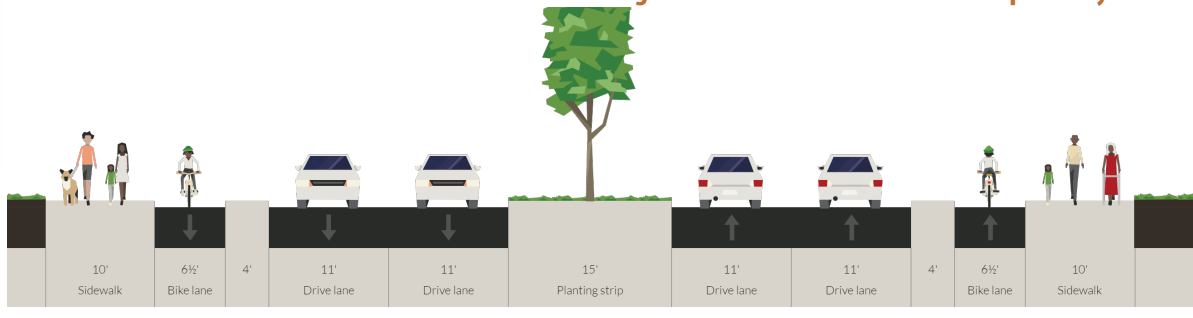 10' 6½' 4' 11' 11' 15' 11' 11' 4' 6½' 10'
Sidewalk Bike lane Drive lane Drive lane Planting strip Drive lane Drive lane Bike lane Sidewalk